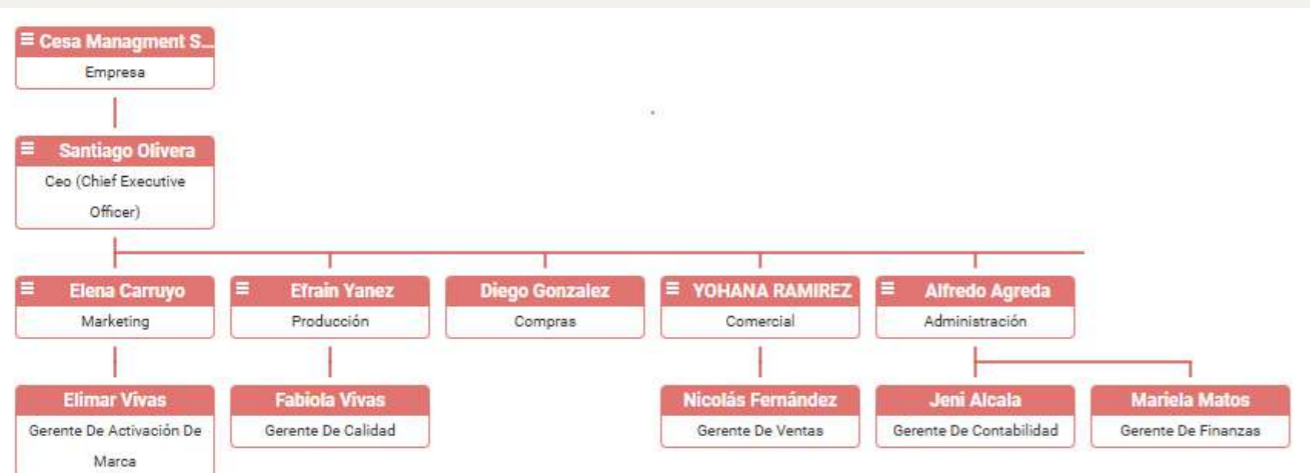 Cesa Managment S...
Empresa
Santiago Olivera
Ceo (Chief Executive
Officer)
Elena Carruyo
Marketing
Efrain Yanez
Producción
Diego Gonzalez
Compras
YOHANA RAMIREZ
Comercial
Alfredo Agreda
Administración
Elimar Vivas
Gerente De Activación De
Marca
Fabiola Vivas
Gerente De Calidad
Nicolás Fernández
Gerente De Ventas
Jeni Alcala
Gerente De Contabilidad
Mariela Matos
Gerente De Finanzas